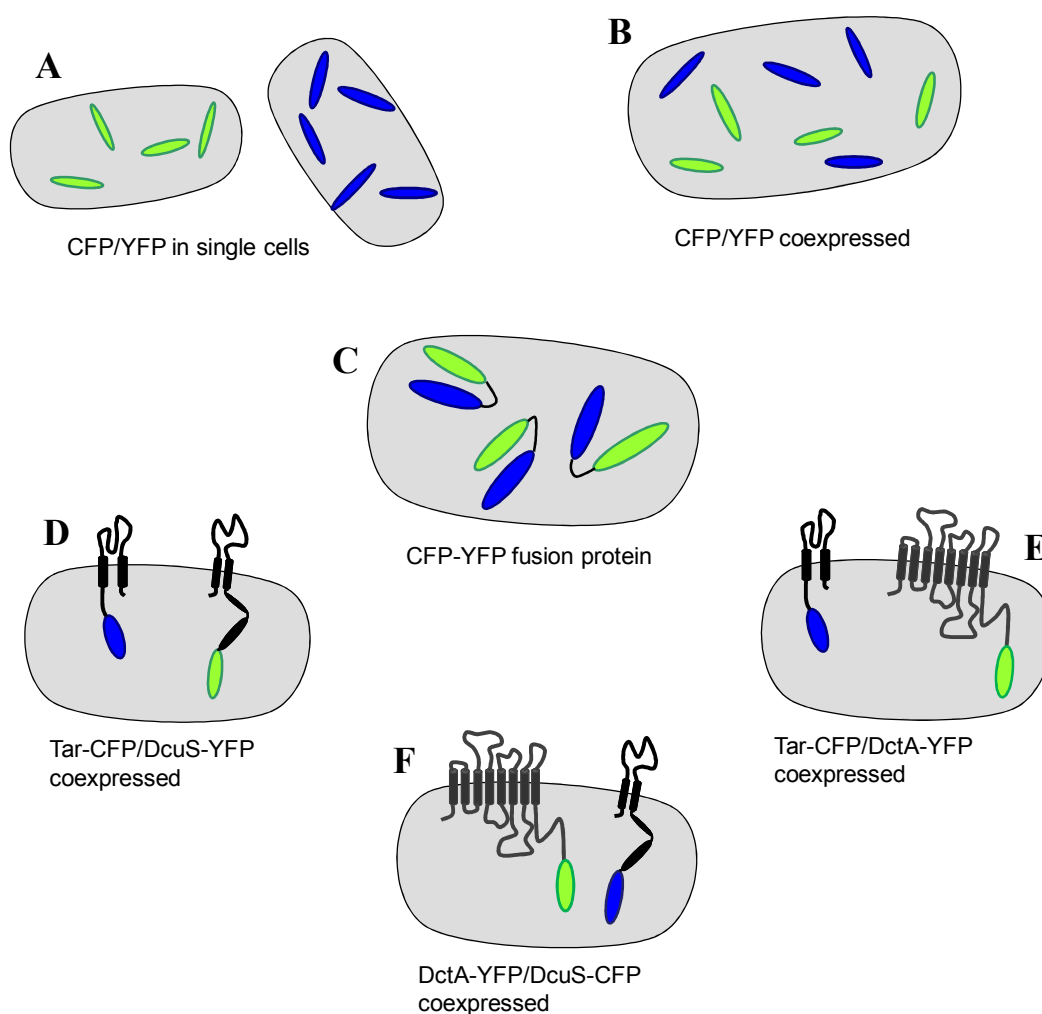 A
B
CFP/YFP in single cells
CFP/YFP coexpressed
C
CFP-YFP fusion protein
D
E
Tar-CFP/DcuS-YFP
coexpressed
Tar-CFP/DctA-YFP
coexpressed
F
DctA-YFP/DcuS-CFP
coexpressed